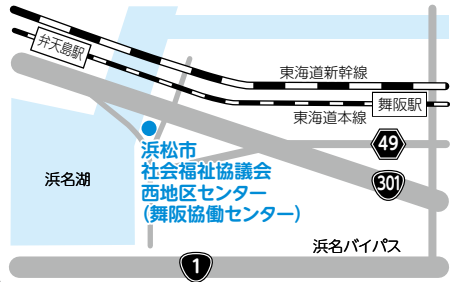 弁天島駅
東海道新幹線
東海道本線
舞阪駅
49
浜松市
社会福祉協議会
西地区センター
(舞阪協働センター)
浜名湖
301
浜名バイパス
1